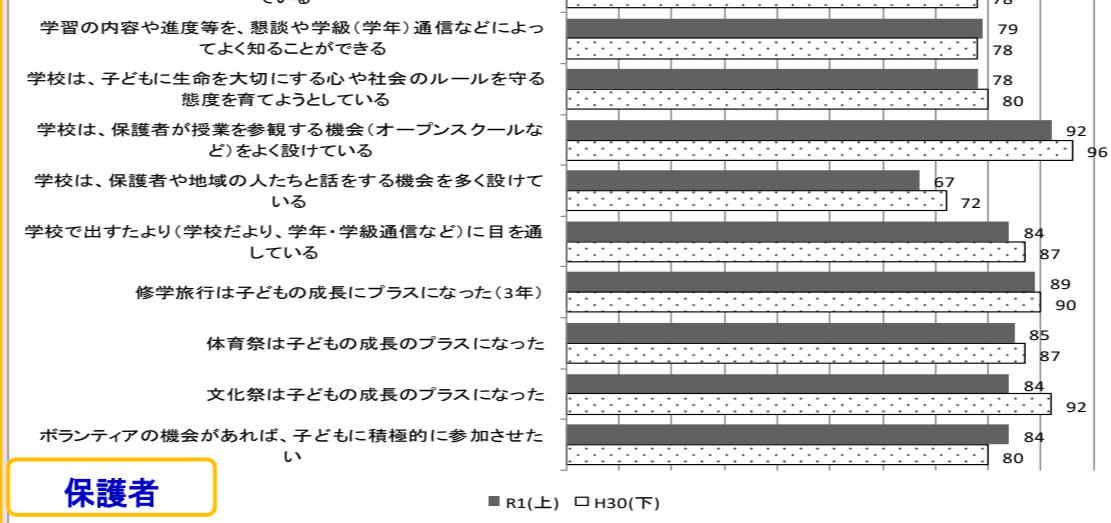 ている
78
学習の内容や進度等を、懇談や学級(学年)通信などによっ
てよく知ることができる
79
78
学校は、子どもに生命を大切にする心や社会のルールを守る
態度を育てようとしている
78
80
学校は、保護者が授業を参観する機会(オープンスクールな
ど)をよく設けている
92
96
学校は、保護者や地域の人たちと話をする機会を多く設けて
いる
67
72
学校で出すたより(学校だより、学年・学級通信など)に目を通
している
84
87
修学旅行は子どもの成長にプラスになった(3年)
89
90
体育祭は子どもの成長のプラスになった
85
87
文化祭は子どもの成長のプラスになった
84
92
ボランティアの機会があれば、子どもに積極的に参加させた
い
84
80
保護者
R1(上) H30(下)